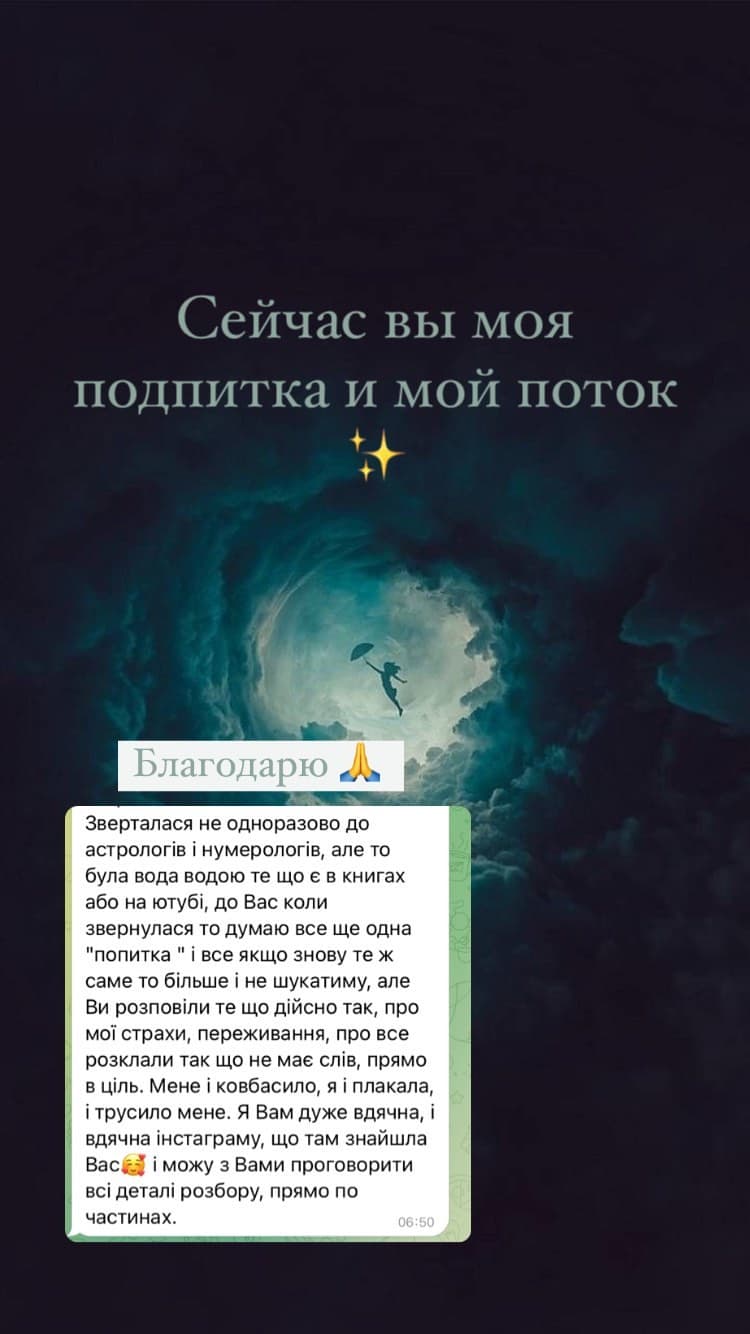 Сейчас вы моя
подпитка и мой поток
✨
Благодарю 🙏
Зверталася не одноразово до
астрологів і нумерологів, але то
була вода водою те що є в книгах
або на ютубі, до Вас коли
звернулася то думаю все ще одна
"попитка " і все якщо знову те ж
саме то більше і не шукатиму, але
Ви розповіли те що дійсно так, про
мої страхи, переживання, про все
розклали так що не має слів, прямо
в ціль. Мене і ковбасило, я і плакала,
і трусило мене. Я Вам дуже вдячна, і
вдячна інстаграму, що там знайшла
Вас🥰 і можу з Вами проговорити
всі деталі розбору, прямо по
частинах.
06:50